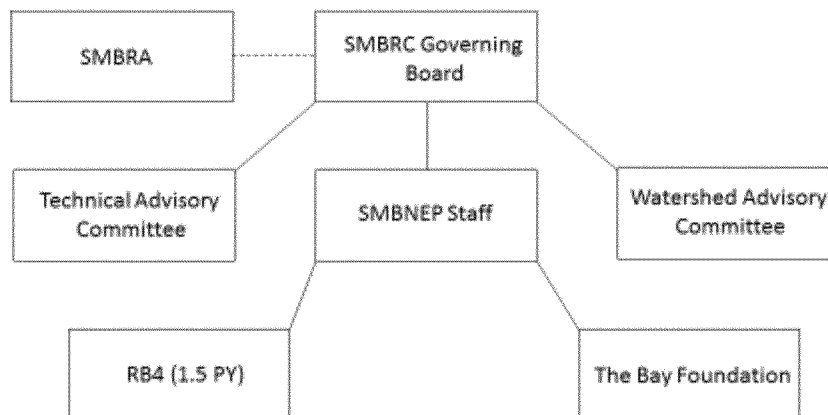 SMBRA
SMBRC Governing
Board
Technical Advisory
Committee
SMBNEP Staff
Watershed Advisory
Committee
RB4 (1.5 PY)
The Bay Foundation